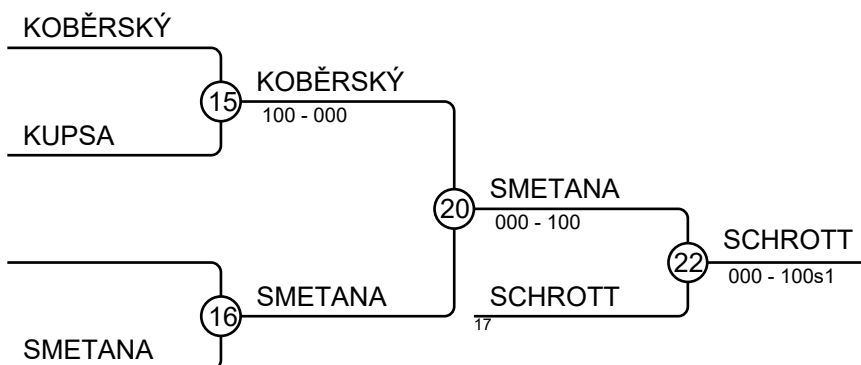 KOBĚRSKÝ
KUPSA
15
KOBĚRSKÝ
100 - 000
16
SMETANA
SMETANA
20
SMETANA
000 - 100
SCHROTT
17
22
SCHROTT
000 - 100s1